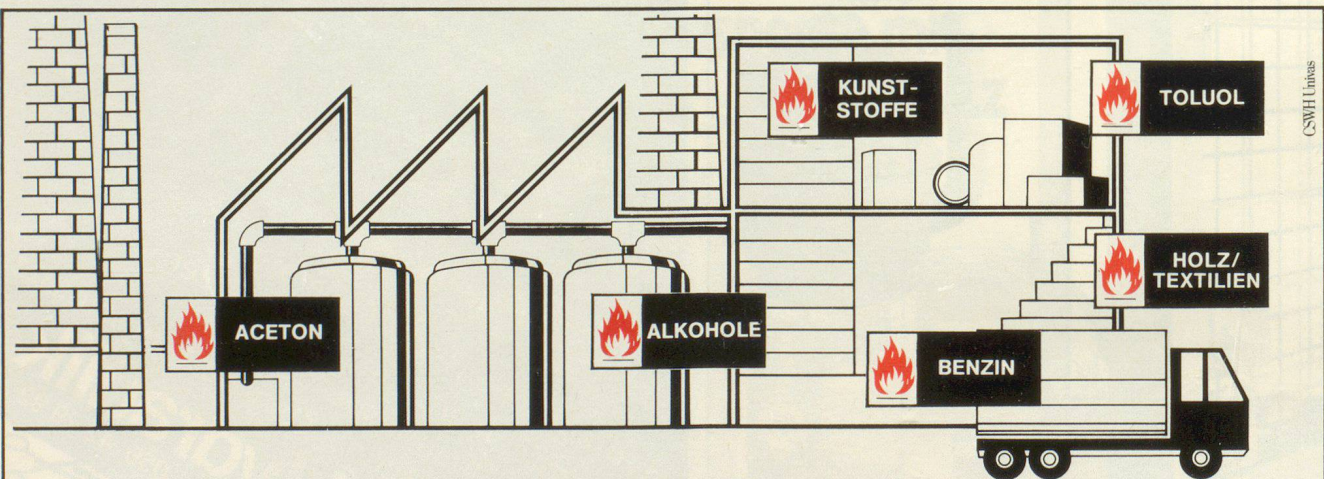 KUNST-
STOFFE
TOLUOL
CSWH Univas
HOLZ/
TEXTILIEN
ACETON
ALKOHOLE
BENZIN